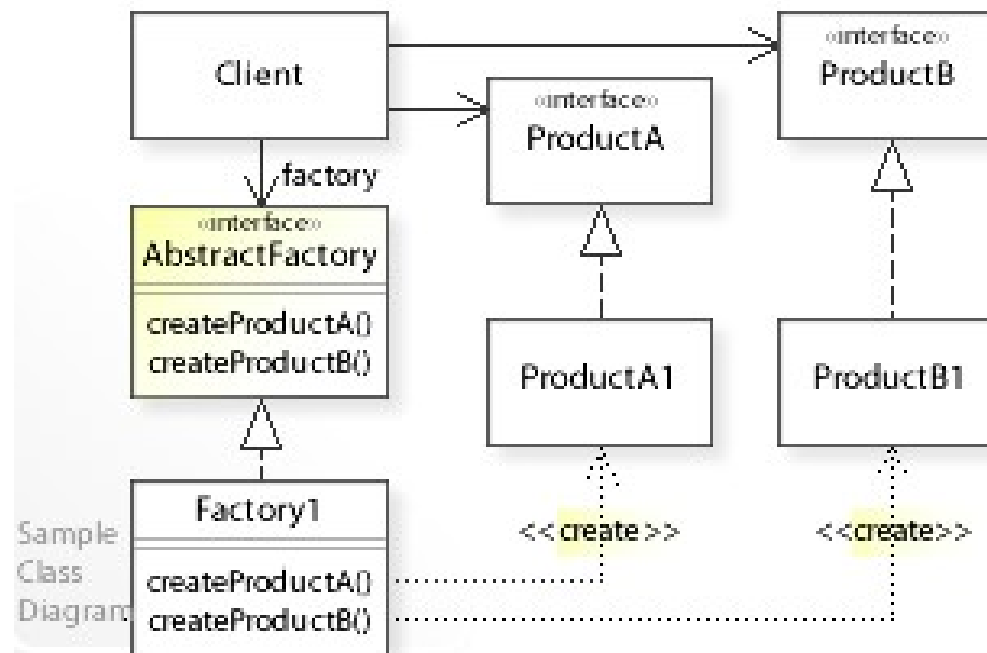 Client
«interface»
ProductB
«interface»
ProductA
factory
«interface»
AbstractFactory
createProductA()
createProductB()
ProductA1
ProductB1
Factory1
createProductA()
createProductB()
<<create>>
<<create>>
Sample
Class
Diagram